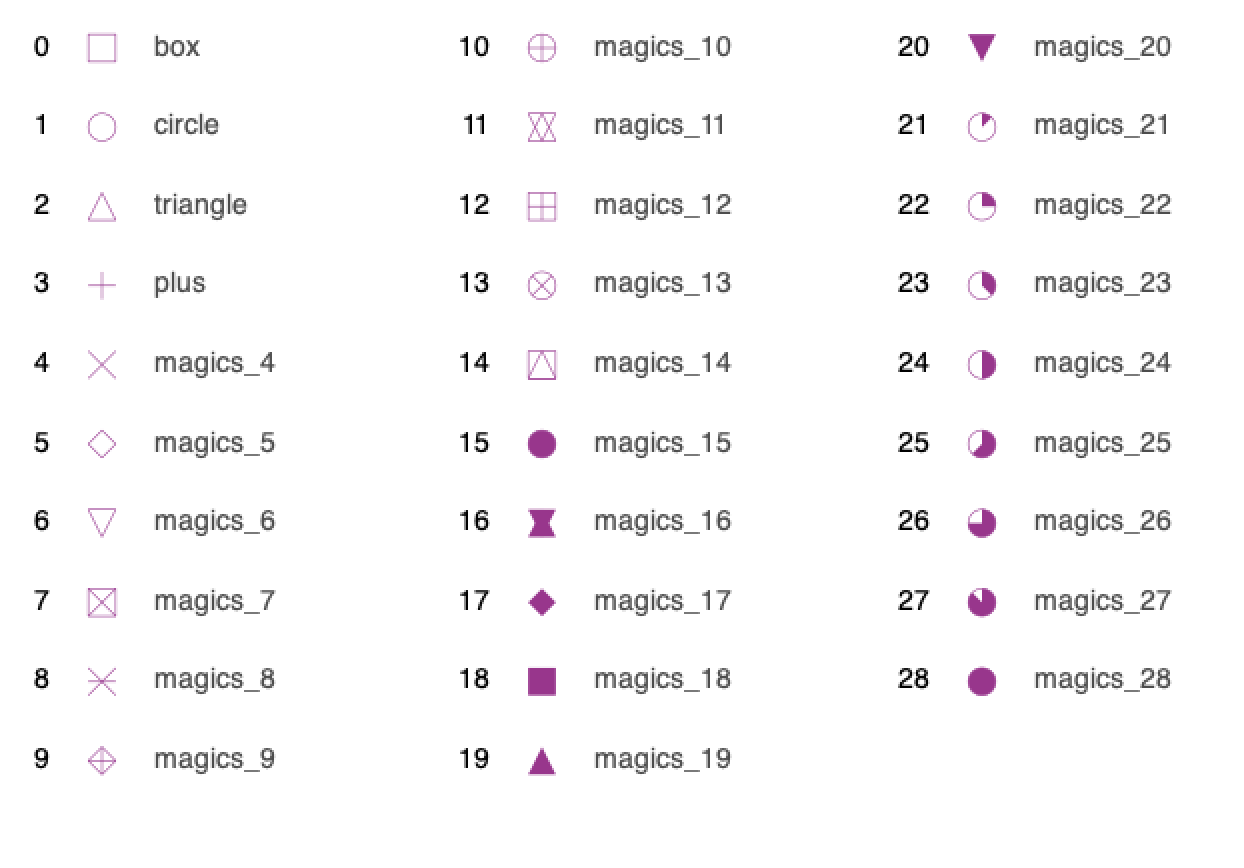 0 box
1 circle
2 triangle
3 plus
4 magics_4
5 magics_5
6 magics_6
7 magics_7
8 magics_8
9 magics_9
10 magics_10
11 magics_11
12 magics_12
13 magics_13
14 magics_14
15 magics_15
16 magics_16
17 magics_17
18 magics_18
19 magics_19
20 magics_20
21 magics_21
22 magics_22
23 magics_23
24 magics_24
25 magics_25
26 magics_26
27 magics_27
28 magics_28